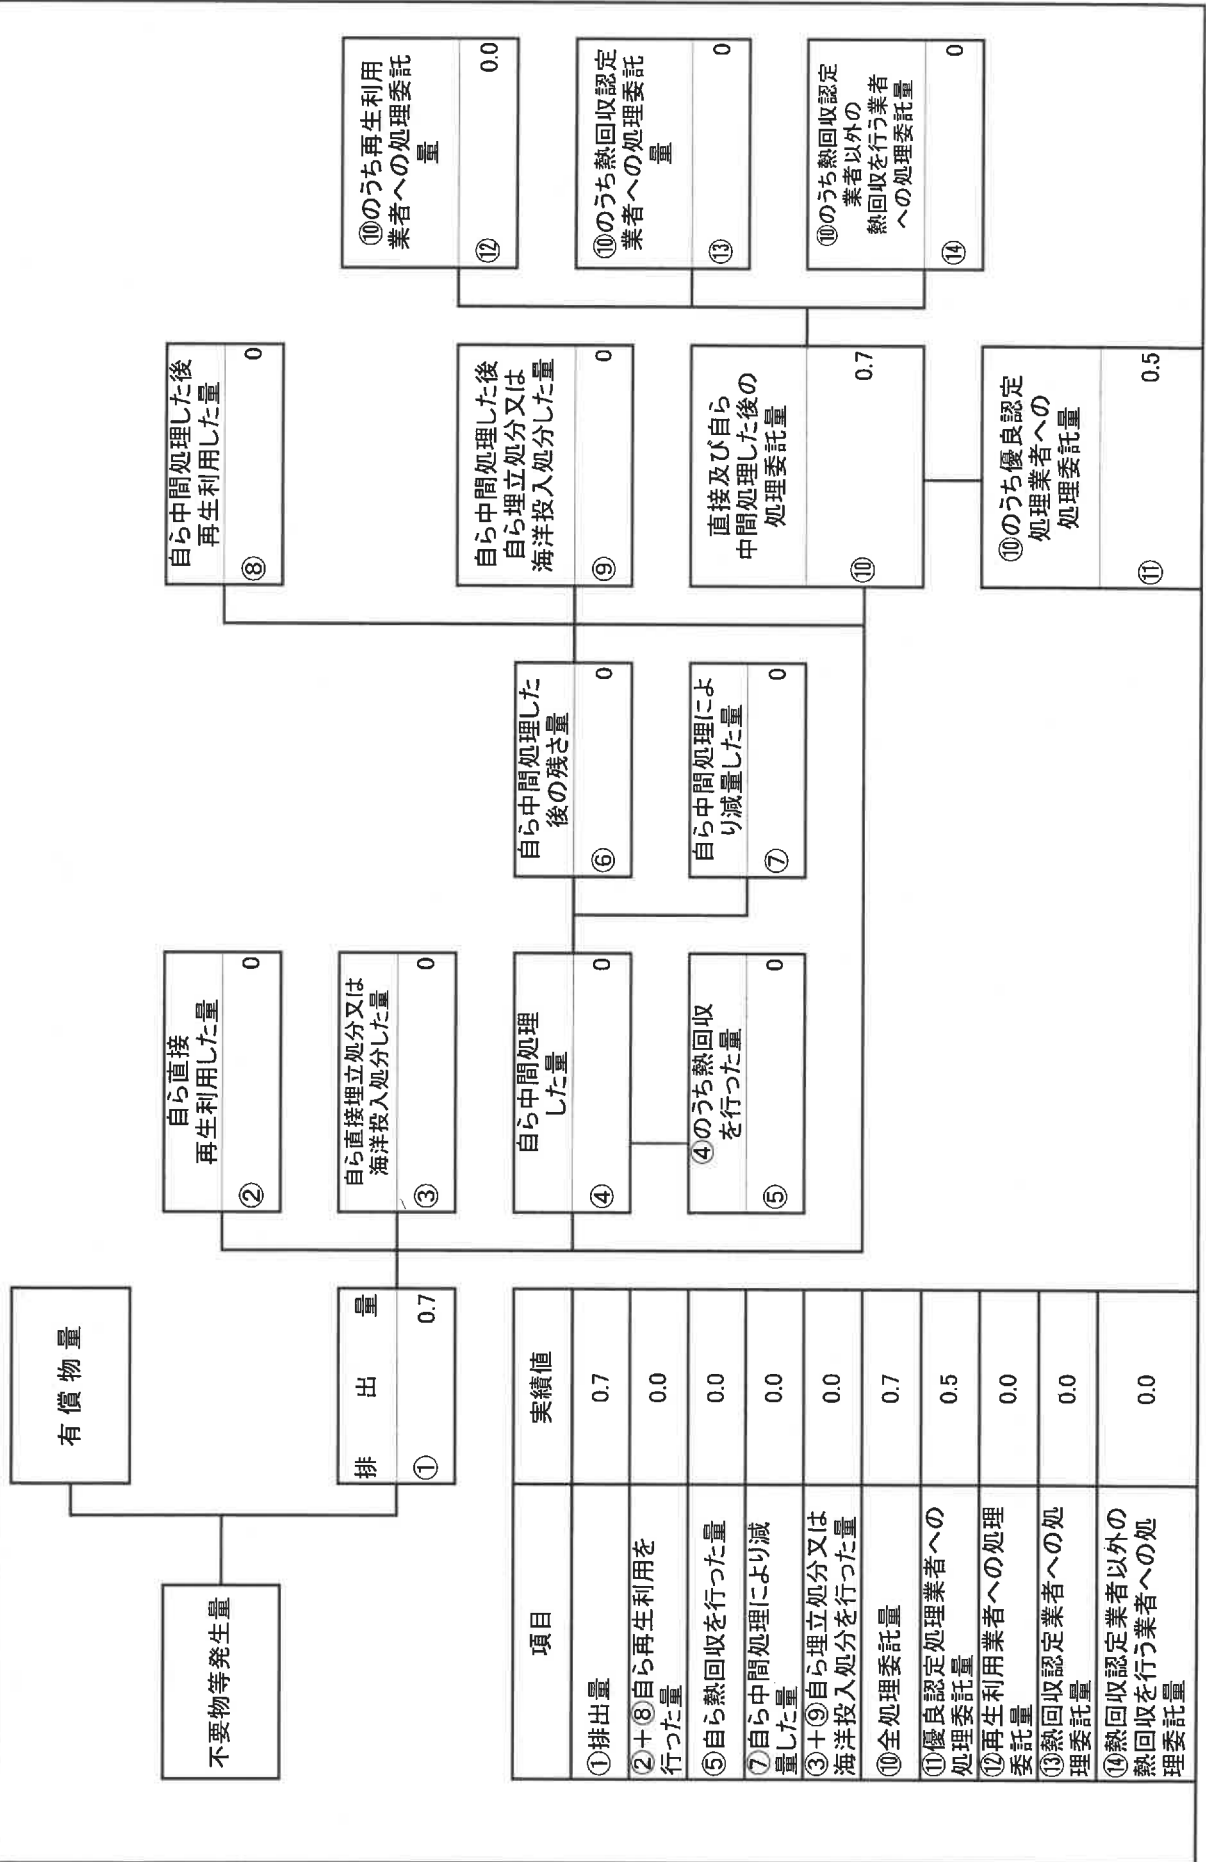 不要物等発生量
有償物量
排出量
①
0.7
自ら直接
再生利用した量
②
0
自ら直接埋立処分又は
海洋投入処分した量
③
0
自ら中間処理
した量
④
0
④のうち熱回収
を行った量
⑤
0
自ら中間処理した
後の残さ量
⑥
0
自ら中間処理によ
り減量した量
⑦
0
自ら中間処理した後
再生利用した量
⑧
0
自ら中間処理した後
自ら埋立処分又は
海洋投入処分した量
⑨
0
直接及び自ら
中間処理した後の
処理委託量
⑩
0.7
⑩のうち優良認定
処理業者への
処理委託量
⑪
0.5
⑩のうち再生利用
業者への処理委託
量
⑫
0.0
⑩のうち熱回収認定
業者への処理委託
量
⑬
0
⑩のうち熱回収認定
業者以外の
熱回収を行う業者
への処理委託量
⑭
0
項目 実績値
①排出量 0.7
②+⑧自ら再生利用を
行った量 0.0
⑤自ら熱回収を行った量 0.0
⑦自ら中間処理により減
量した量 0.0
③+⑨自ら埋立処分又は
海洋投入処分を行った量 0.0
⑩全処理委託量 0.7
⑪優良認定処理業者への
処理委託量 0.5
⑫再生利用業者への処理
委託量 0.0
⑬熱回収認定業者への処
理委託量 0.0
⑭熱回収認定業者以外の
熱回収を行う業者への処
理委託量 0.0